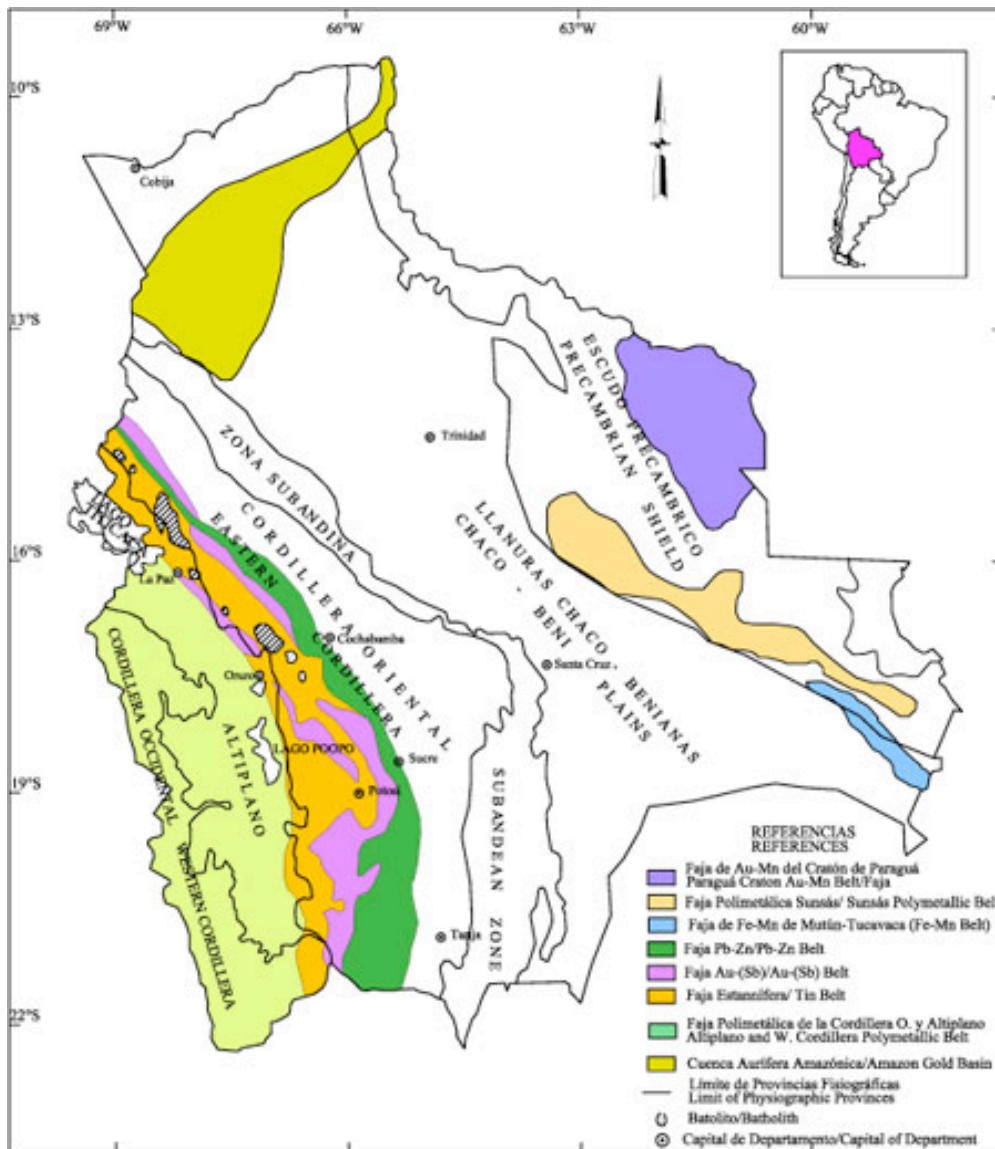 69°W
66°W
63°W
60°W
10°S
13°S
16°S
19°S
22°S
Cobija
Trinidad
ESCUDO PRECAMBRICO
PRECAMBRIAN SHIELD
ZONA SUBANDINA
CORDILLERA ORIENTAL
EASTERN CORDILLERA
LLANURAS CHACO BENIANAS
CHACO - BENI PLAINS
LAGO
La Paz
Cochabamba
Santa Cruz
Oruro
LAGO POOPO
Sucre
Potosí
CORDILLERA OCCIDENTAL
WESTERN CORDILLERA
ALTIPLANO
SUBANDEAN ZONE
Tarija
REFERENCIAS
REFERENCES
Faja de Au-Mn del Cratón de Paraguá
Paraguá Craton Au-Mn Belt/Faja
Faja Polimetálica Sunsás/ Sunsás Polymetallic Bel
Faja de Fe-Mn de Mutún-Tucavaca (Fe-Mn Belt)
Faja Pb-Zn/Pb-Zn Belt
Faja Au-(Sb)/Au-(Sb) Belt
Faja Estannífera/ Tin Belt
Faja Polimetálica de la Cordillera O. y Altiplano
Altiplano and W. Cordillera Polymetallic Belt
Cuenca Aurífera Amazónica/Amazon Gold Basin
Límite de Provincias Fisiográficas
Limit of Physiographic Provinces
Batolito/Batholith
Capital de Departamento/Capital of Department